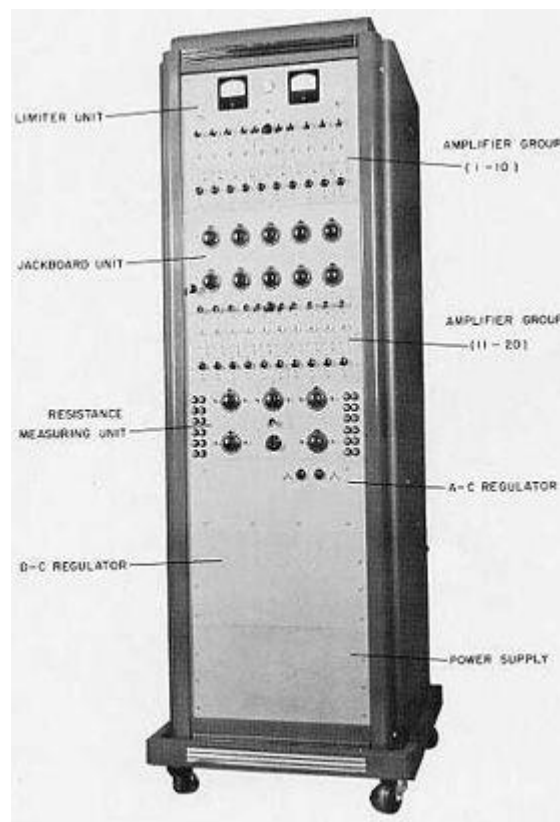 LIMITER UNIT
AMPLIFIER GROUP
(1-10)
JACKBOARD UNIT
AMPLIFIER GROUP
(11-20)
RESISTANCE
MEASURING UNIT
A-C REGULATOR
D-C REGULATOR
POWER SUPPLY